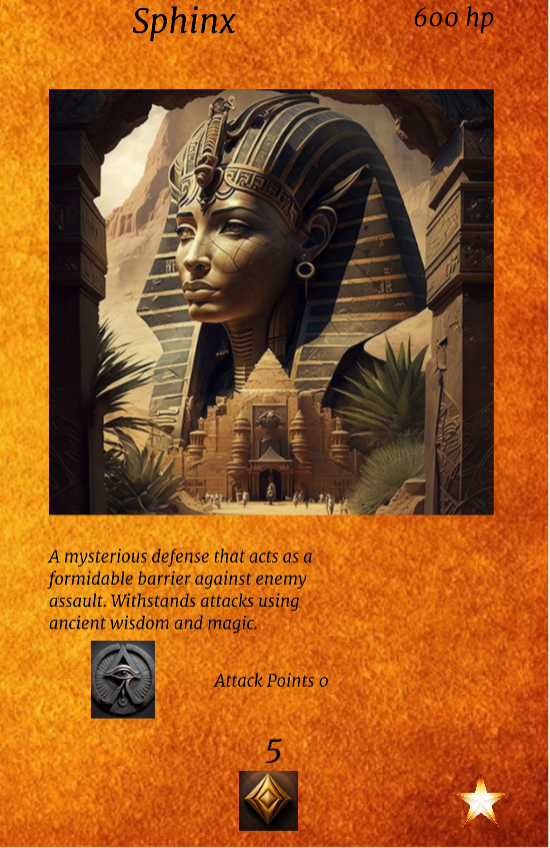 Sphinx
600 hp
A mysterious defense that acts as a
formidable barrier against enemy
assault. Withstands attacks using
ancient wisdom and magic.
Attack Points 0
5